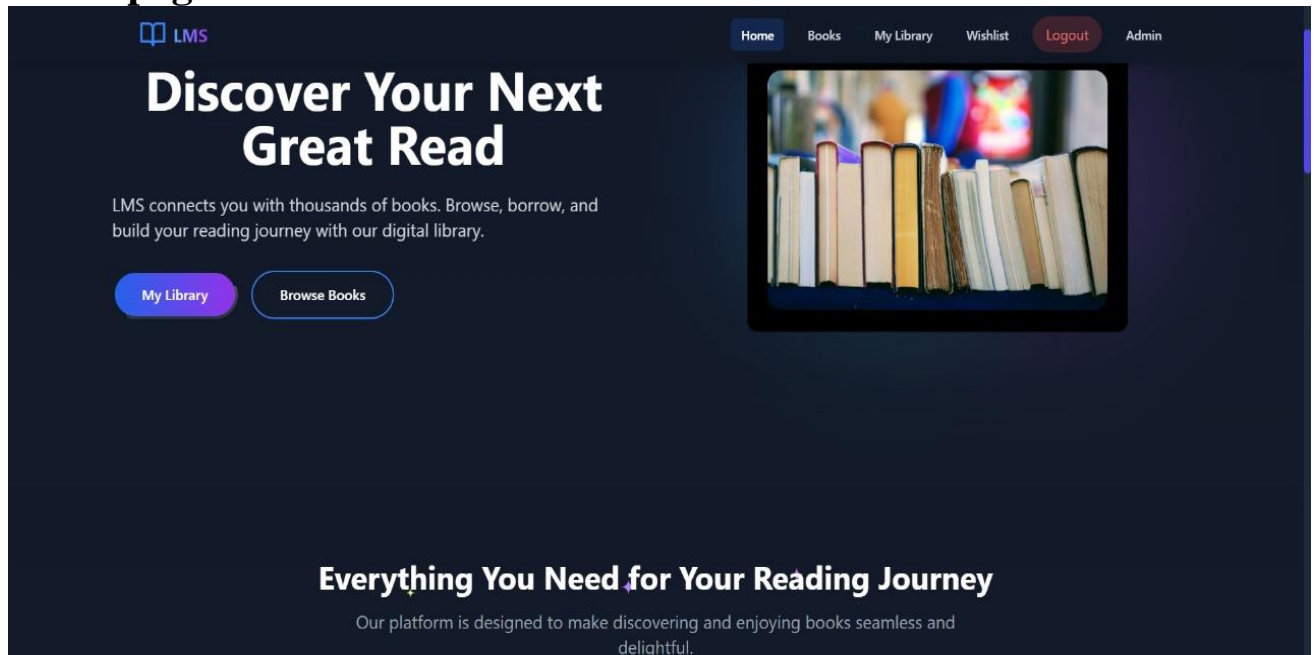 LMS
Home Books My Library Wishlist Logout Admin
Discover Your Next
Great Read
LMS connects you with thousands of books. Browse, borrow, and
build your reading journey with our digital library.
My Library Browse Books
Everything You Need for Your Reading Journey
Our platform is designed to make discovering and enjoying books seamless and
delightful.